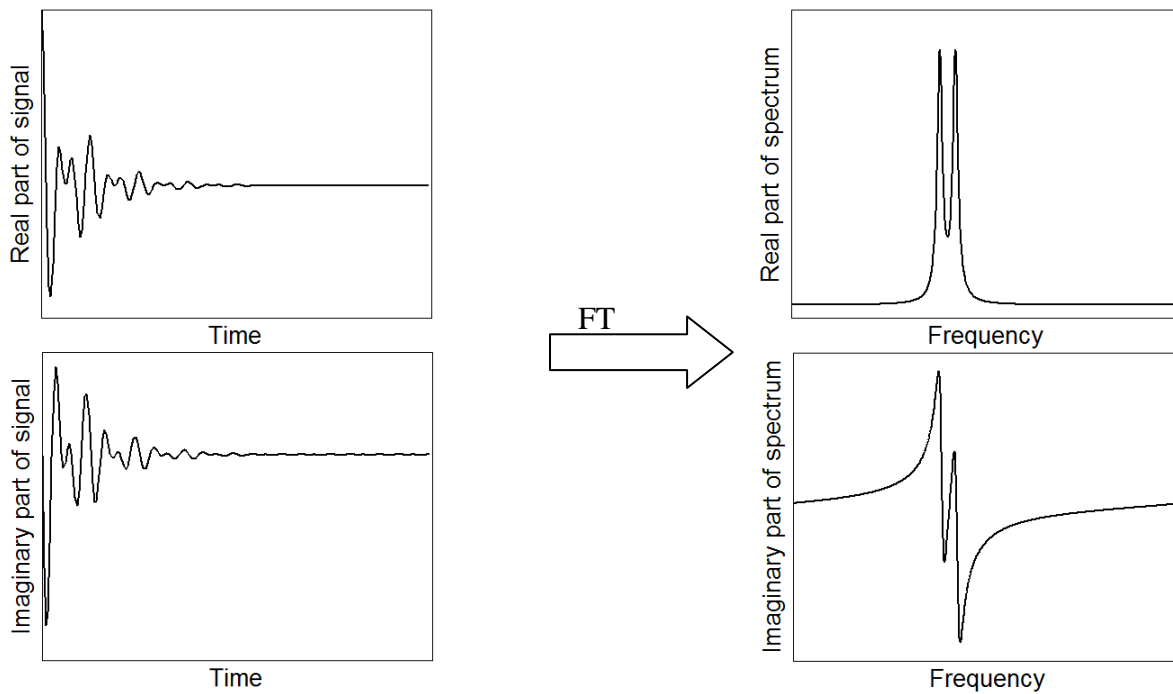 Real part of signal
Time
Imaginary part of signal
Time
FT
Real part of spectrum
Frequency
Imaginary part of spectrum
Frequency